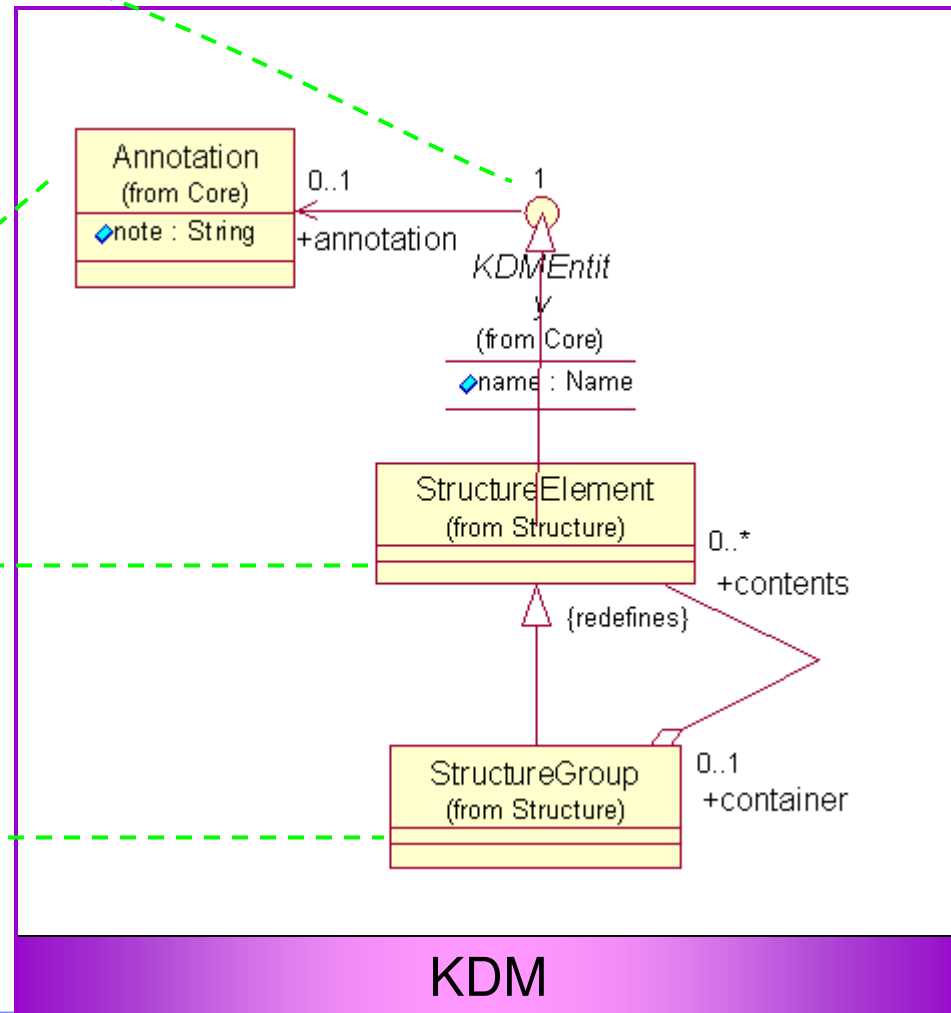 Annotation
(from Core)
note : String
0..1
+annotation
1
KDMEntit
y
(from Core)
name : Name
StructureElement
(from Structure)
0..*
+contents
{redefines}
StructureGroup
(from Structure)
0..1
+container
KDM